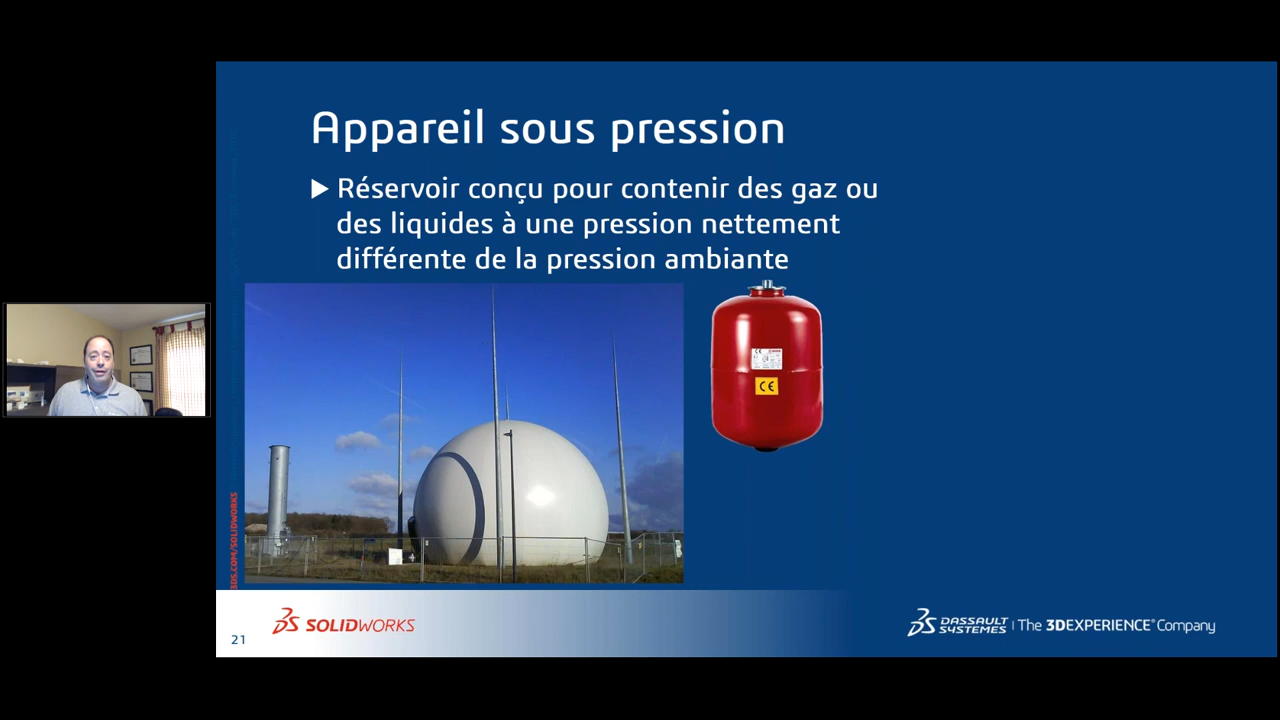 Appareil sous pression
▶ Réservoir conçu pour contenir des gaz ou
des liquides à une pression nettement
différente de la pression ambiante
CE
3DS.COM/SOLIDWORKS
21
SOLIDWORKS
DASSAULT SYSTEMES | The 3DEXPERIENCE® Company